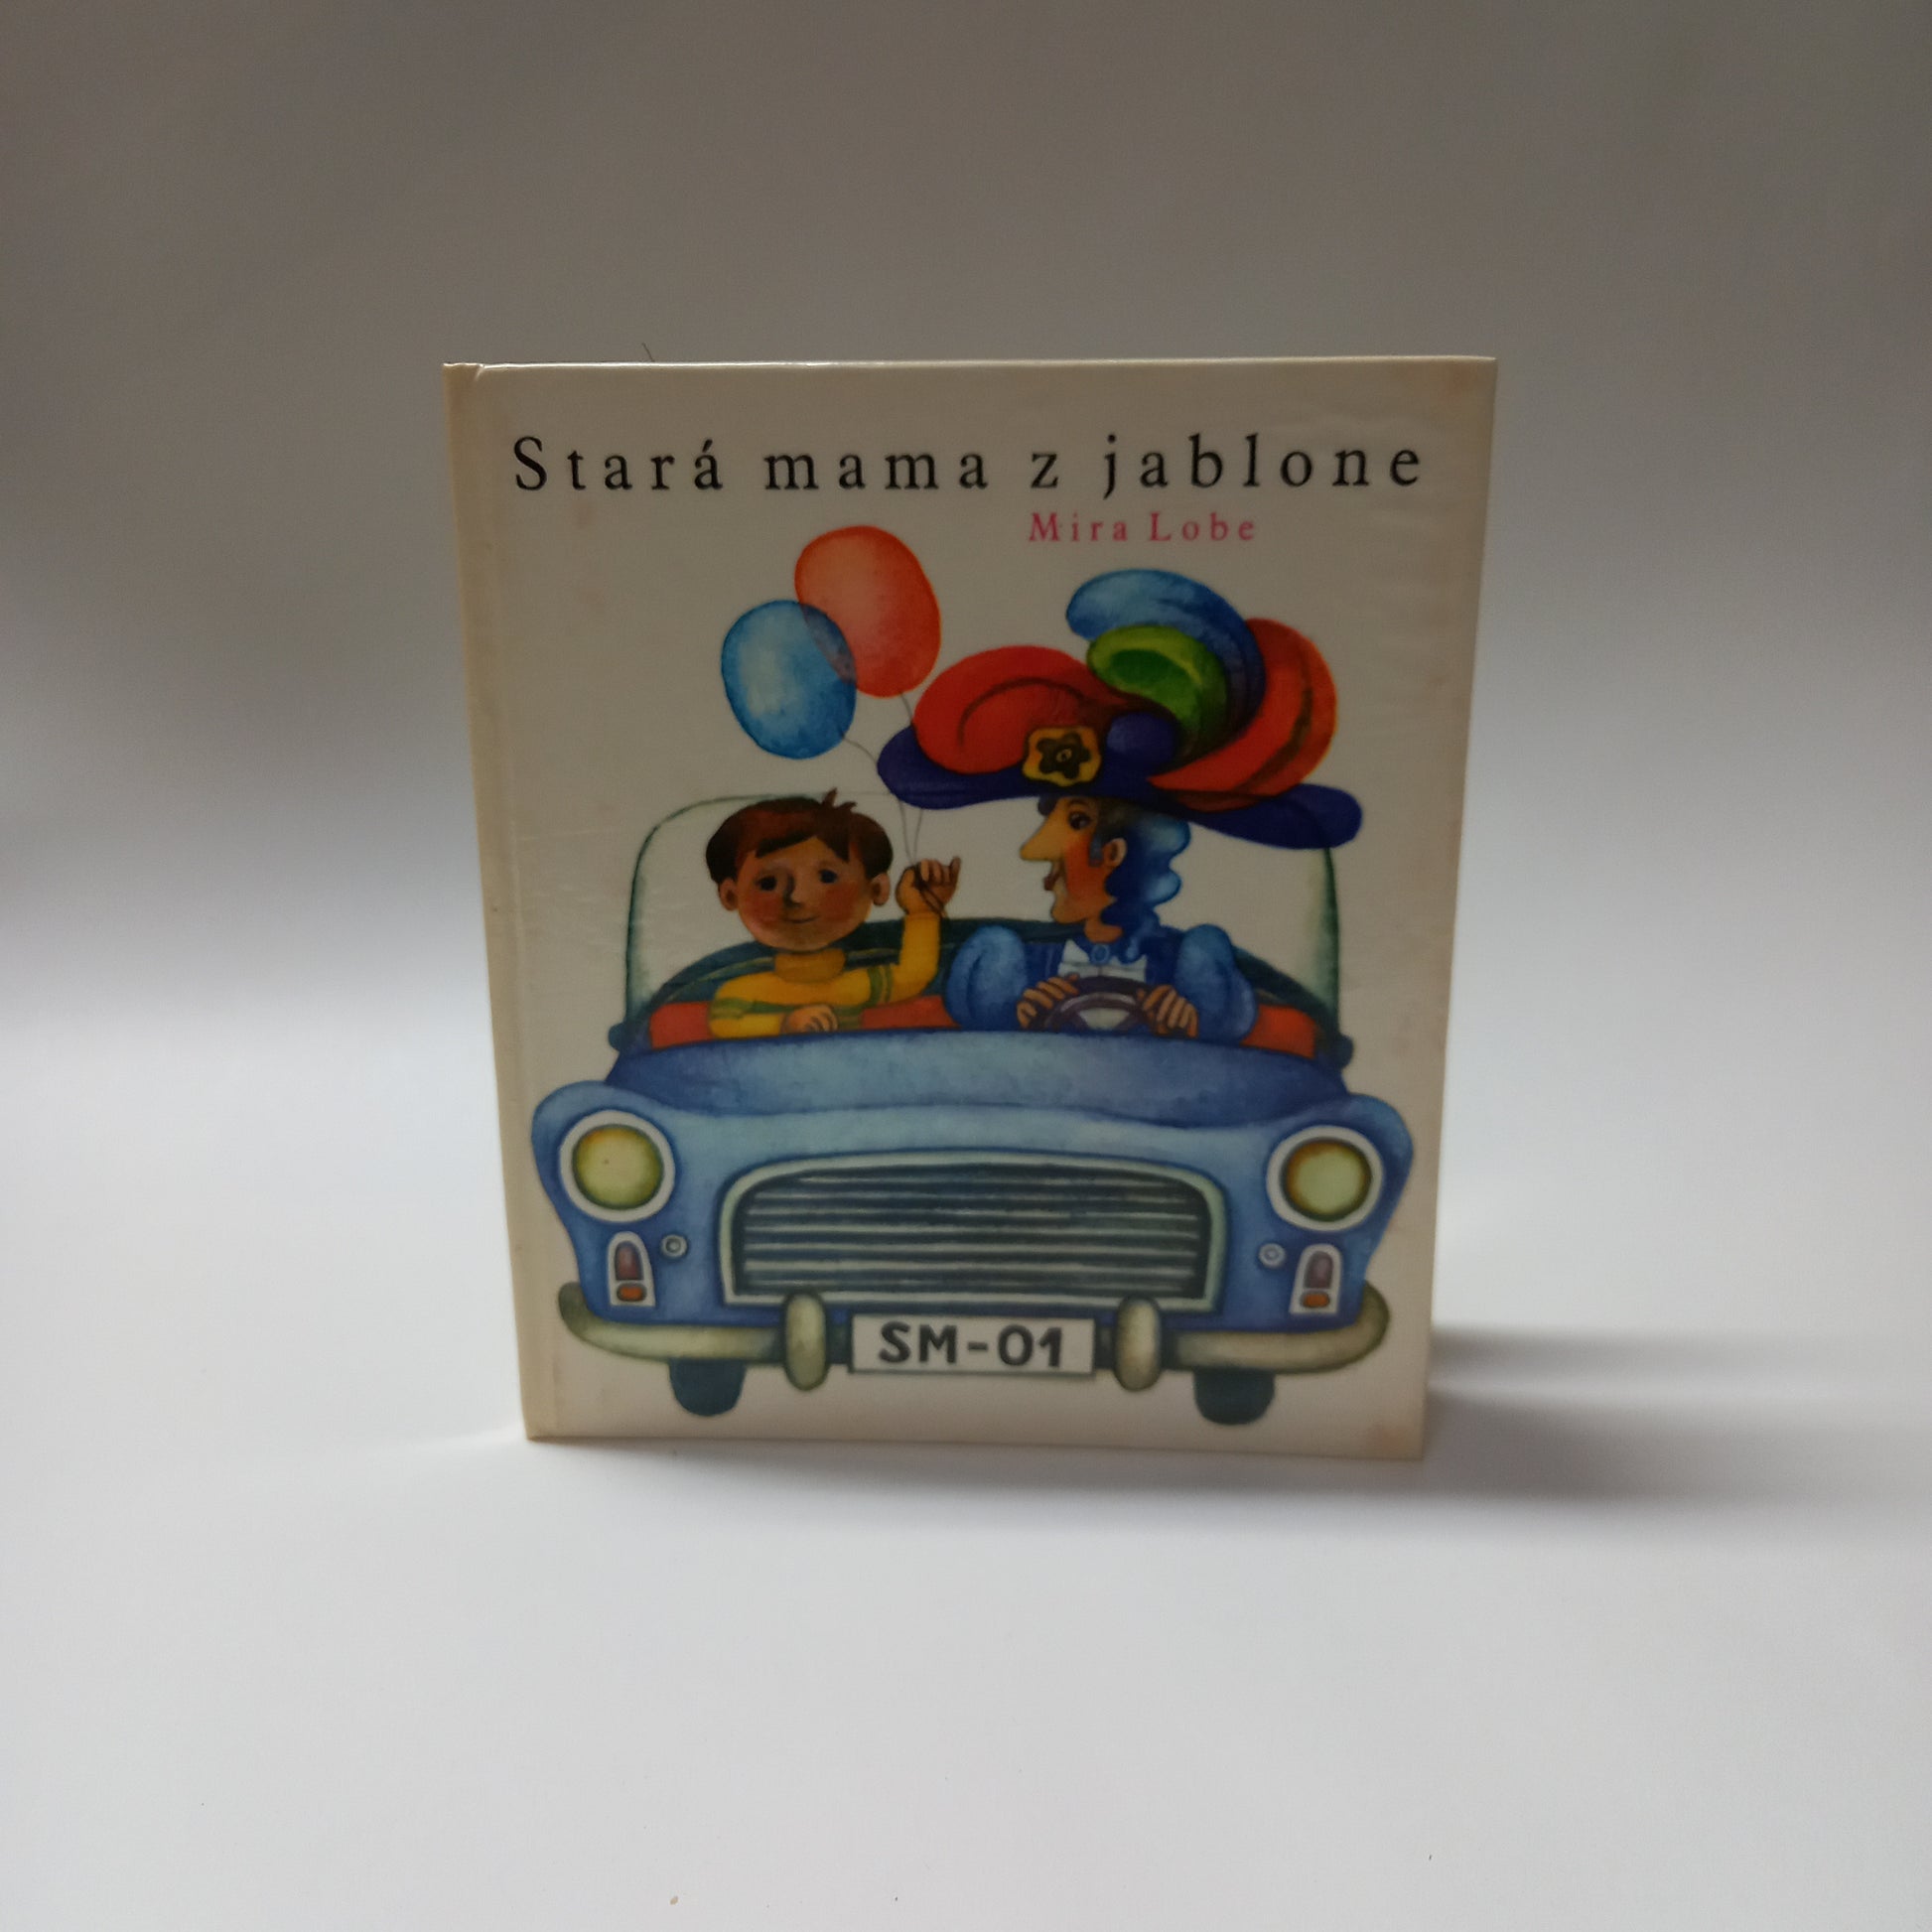 Stará mama z jablone
Mira Lobe
SM-01